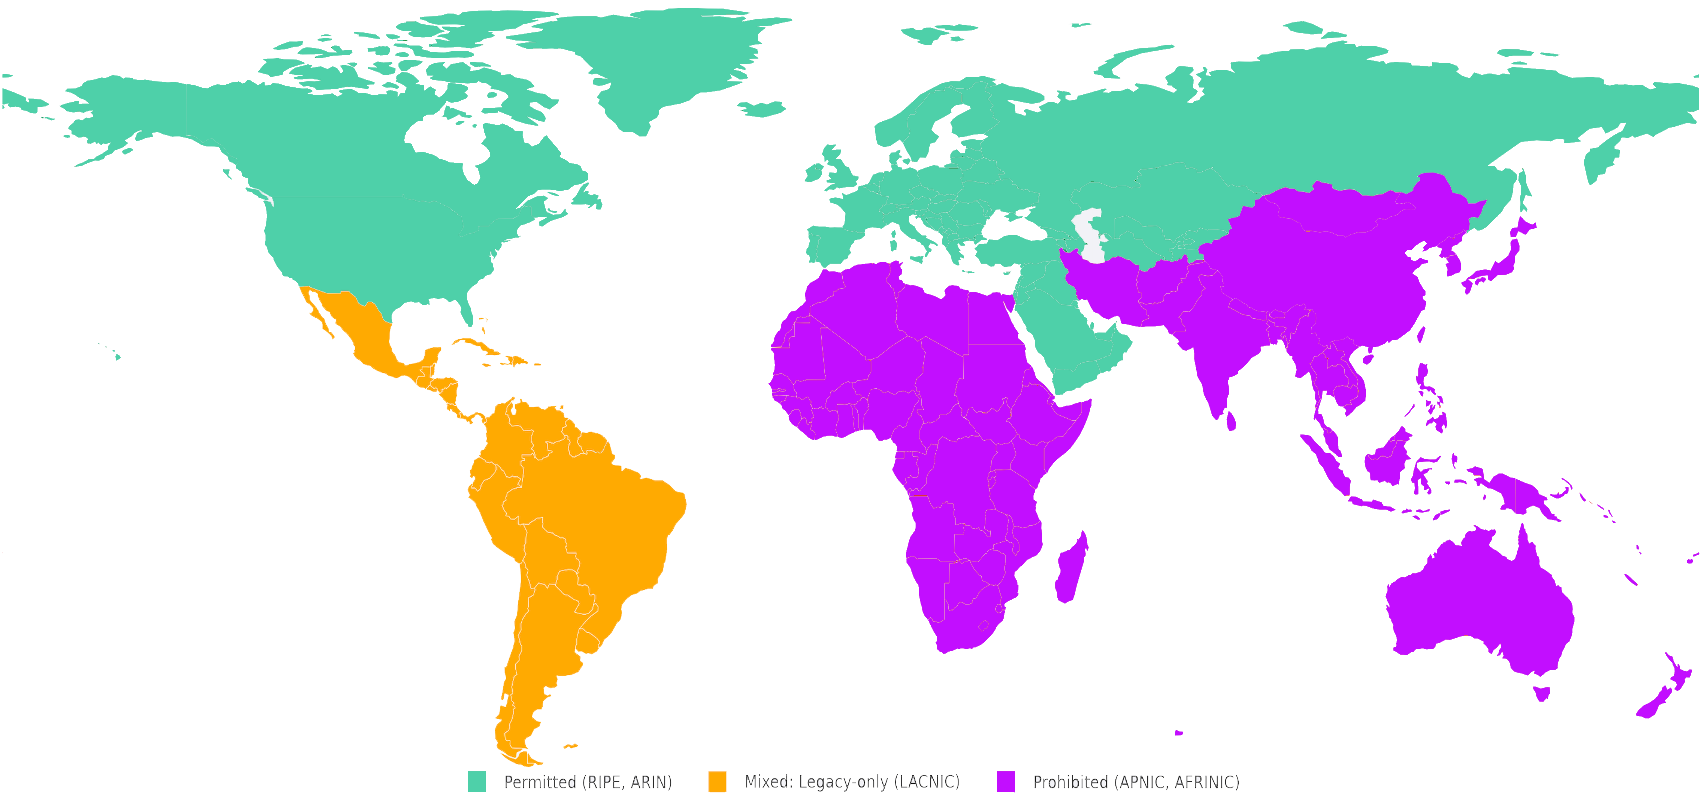 Permitted (RIPE, ARIN) Mixed: Legacy-only (LACNIC) Prohibited (APNIC, AFRINIC)